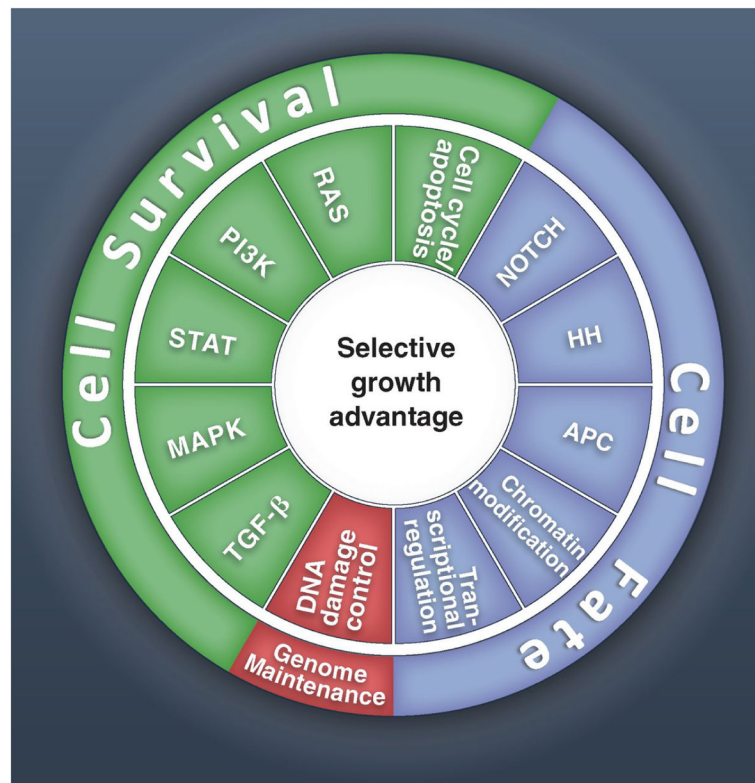 Cell Survival
Cell Fate
Genome
Maintenance
Cell cycle/
apoptosis
NOTCH
HH
APC
Chromatin
modification
Tran-
scriptional
regulation
DNA
damage
control
TGF-β
MAPK
STAT
PI3K
RAS
Selective
growth
advantage